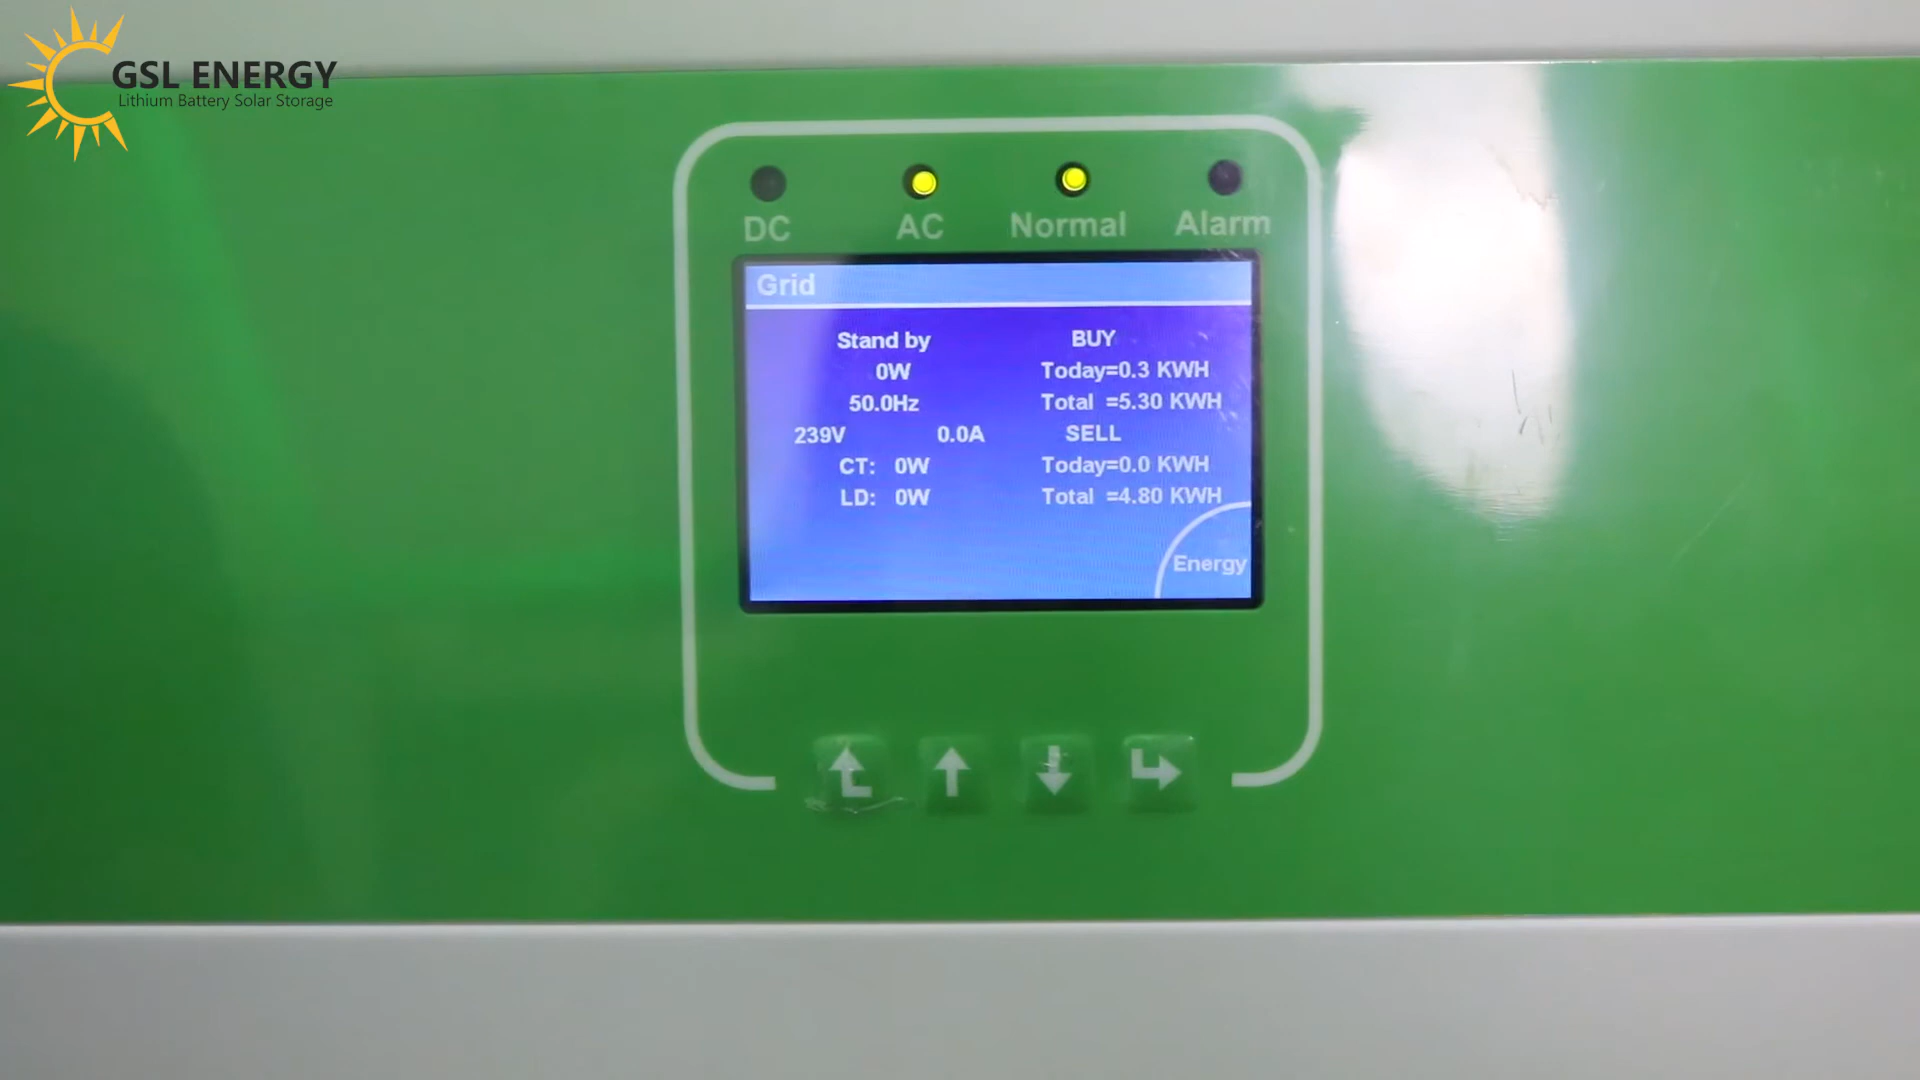 GSL ENERGY
Lithium Battery Solar Storage
DC AC Normal Alarm
Grid
Stand by BUY
0W Today=0.3 KWH
50.0Hz Total =5.30 KWH
239V 0.0A SELL
CT: 0W Today=0.0 KWH
LD: 0W Total =4.80 KWH
Energy